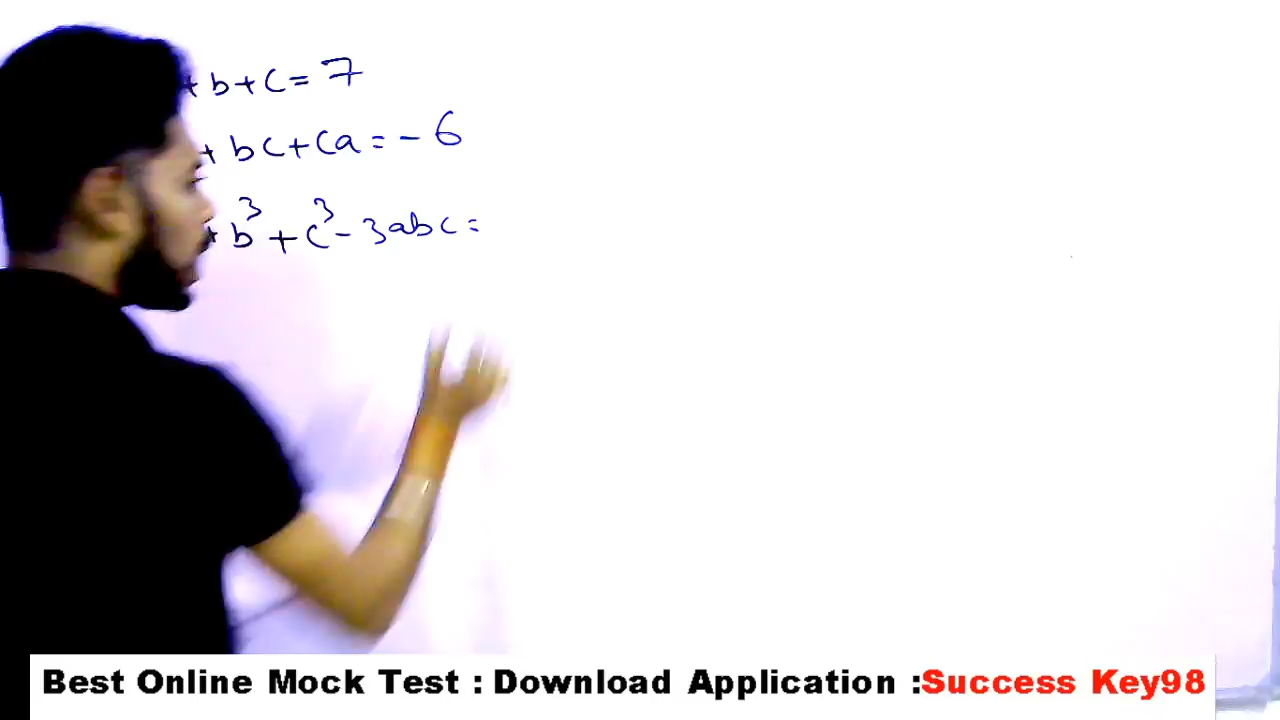 + b + c = 7
+ bc + ca = - 6
+ b³ + c³ - 3abc =
Best Online Mock Test : Download Application :Success Key98